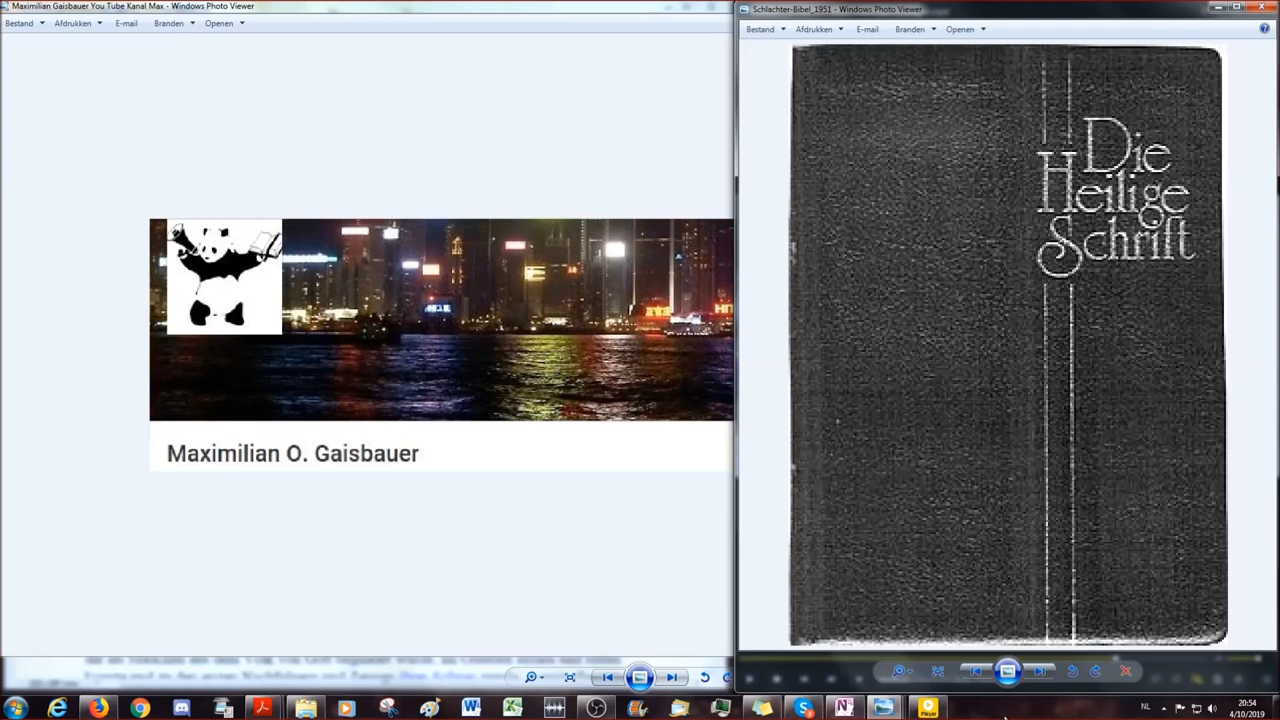 Maximilian Gaisbauer You Tube Kanal Max - Windows Photo Viewer
Bestand Afdrukken E-mail Branden Openen
Maximilian O. Gaisbauer
Schlachter-Bibel_1951 - Windows Photo Viewer
Bestand Afdrukken E-mail Branden Openen
Die
Heilige
Schrift
NL
20:54
4/10/2019